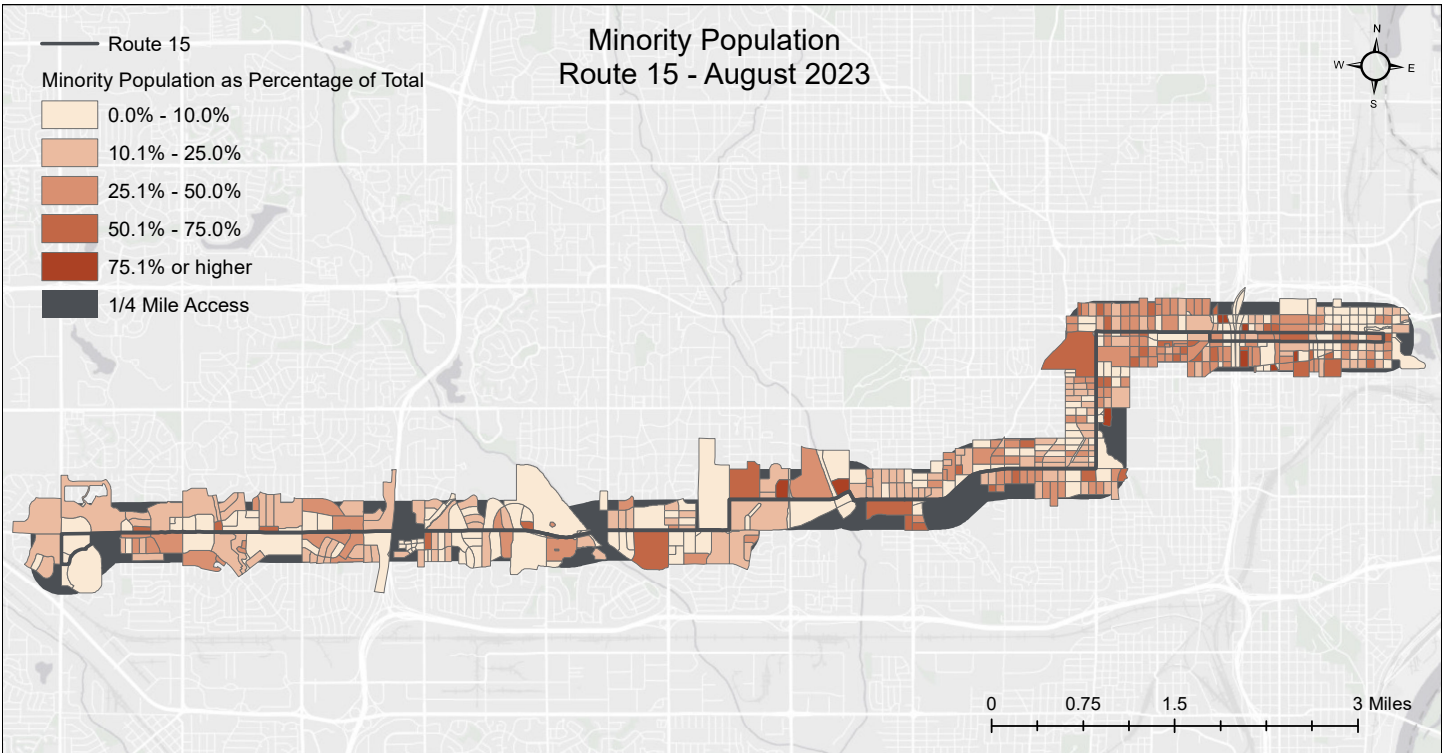 Minority Population
Route 15 - August 2023
Route 15
Minority Population as Percentage of Total
0.0% - 10.0%
10.1% - 25.0%
25.1% - 50.0%
50.1% - 75.0%
75.1% or higher
1/4 Mile Access
N
W E
S
0 0.75 1.5 3 Miles